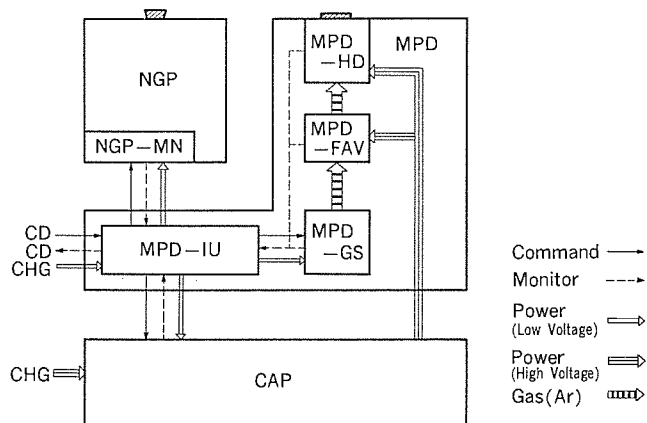 MPD
—HD
MPD
NGP
MPD
—FAV
NGP—MN
CD
CD
CHG
MPD—IU
MPD
—GS
Command
Monitor
Power
(Low Voltage)
Power
(High Voltage)
Gas(Ar)
CHG
CAP